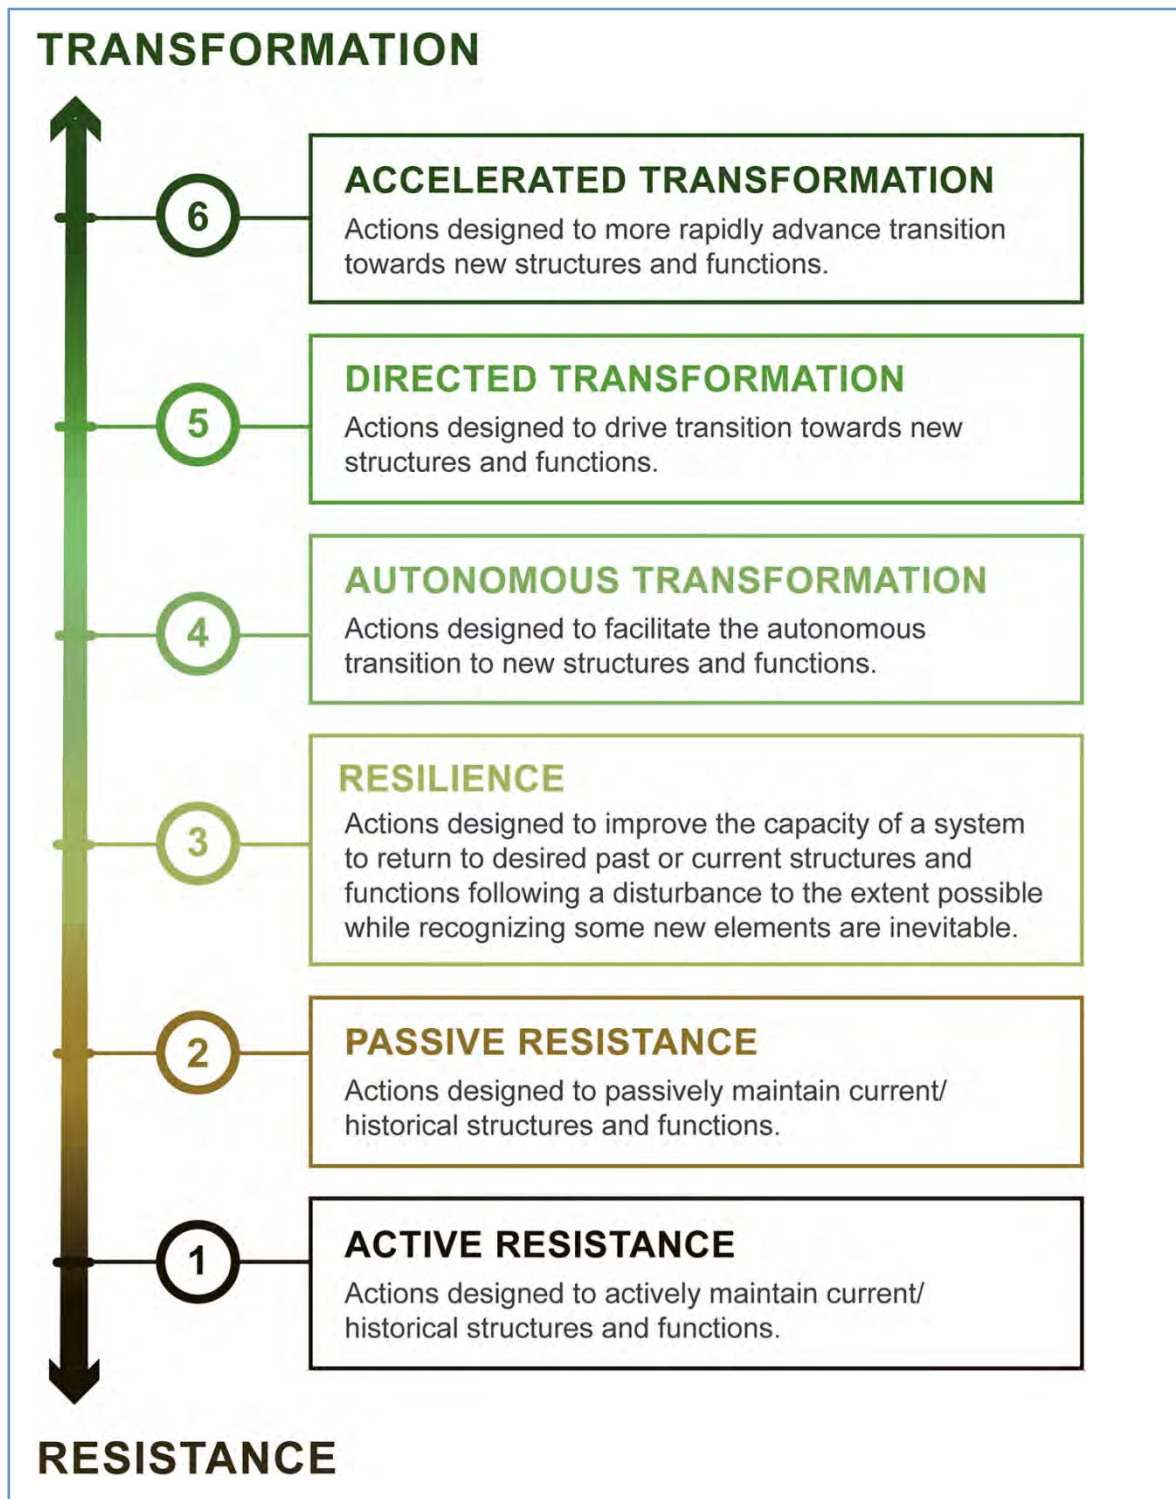 TRANSFORMATION
6
ACCELERATED TRANSFORMATION
Actions designed to more rapidly advance transition
towards new structures and functions.
5
DIRECTED TRANSFORMATION
Actions designed to drive transition towards new
structures and functions.
4
AUTONOMOUS TRANSFORMATION
Actions designed to facilitate the autonomous
transition to new structures and functions.
3
RESILIENCE
Actions designed to improve the capacity of a system
to return to desired past or current structures and
functions following a disturbance to the extent possible
while recognizing some new elements are inevitable.
2
PASSIVE RESISTANCE
Actions designed to passively maintain current/
historical structures and functions.
1
ACTIVE RESISTANCE
Actions designed to actively maintain current/
historical structures and functions.
RESISTANCE